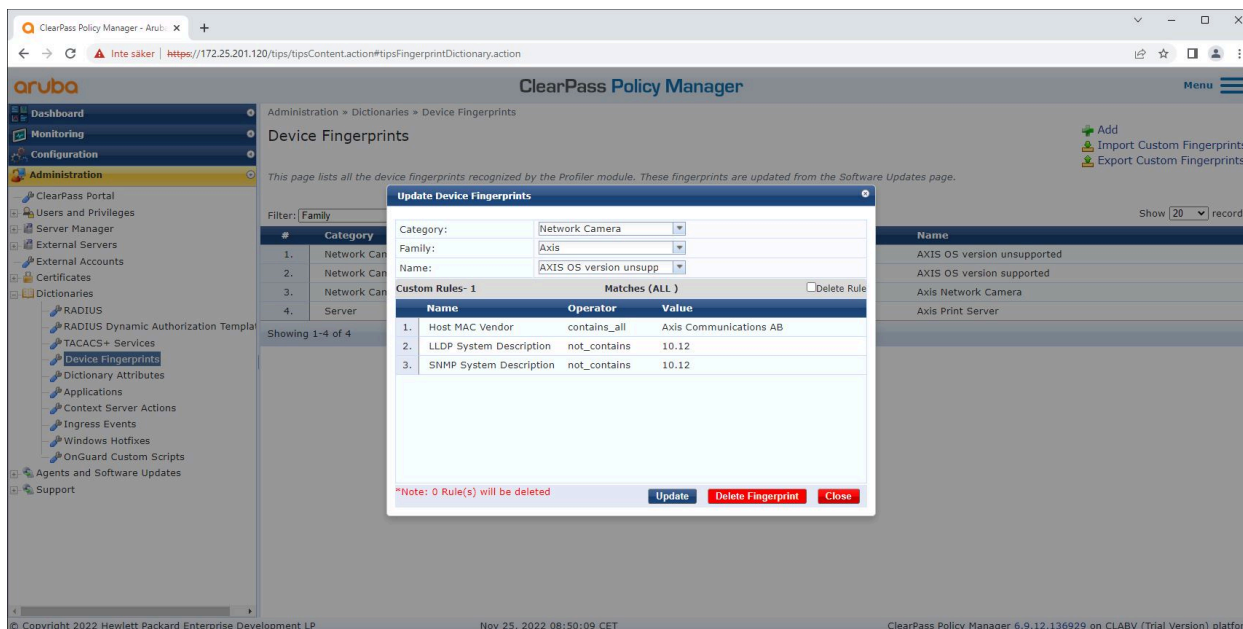 ClearPass Policy Manager - Arub
Inte säker | https://172.25.201.120/tips/tipsContent.action#tipsFingerprintDictionary.action
aruba
ClearPass Policy Manager
Menu
Dashboard
Monitoring
Configuration
Administration
ClearPass Portal
Users and Privileges
Server Manager
External Servers
External Accounts
Certificates
Dictionaries
RADIUS
RADIUS Dynamic Authorization Templat
TACACS+ Services
Device Fingerprints
Dictionary Attributes
Applications
Context Server Actions
Ingress Events
Windows Hotfixes
OnGuard Custom Scripts
Agents and Software Updates
Support
Administration » Dictionaries » Device Fingerprints
Device Fingerprints
Add
Import Custom Fingerprints
Export Custom Fingerprints
This page lists all the device fingerprints recognized by the Profiler module. These fingerprints are updated from the Software Updates page.
Filter: Family
Show 20 record
# Category Name
1. Network Cam AXIS OS version unsupported
2. Network Cam AXIS OS version supported
3. Network Cam Axis Network Camera
4. Server Axis Print Server
Showing 1-4 of 4
Update Device Fingerprints
Category: Network Camera
Family: Axis
Name: AXIS OS version unsupp
Custom Rules- 1 Matches (ALL ) Delete Rule
Name Operator Value
1. Host MAC Vendor contains_all Axis Communications AB
2. LLDP System Description not_contains 10.12
3. SNMP System Description not_contains 10.12
*Note: 0 Rule(s) will be deleted
Update Delete Fingerprint Close
© Copyright 2022 Hewlett Packard Enterprise Development LP Nov 25, 2022 08:50:09 CET ClearPass Policy Manager 6.9.12.136929 on CLABV (Trial Version) platfor